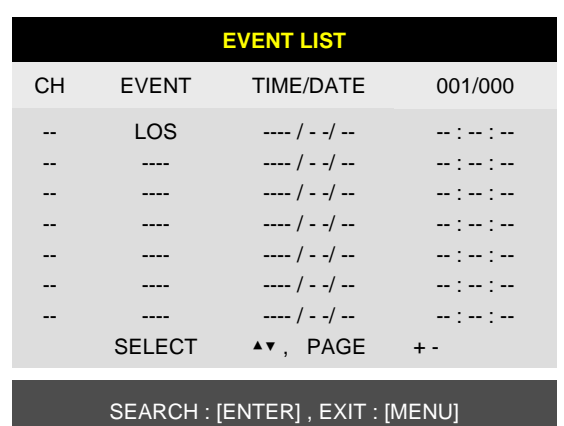 EVENT LIST
CH EVENT TIME/DATE 001/000
-- LOS ---- / - -/ -- -- : -- : --
-- ---- ---- / - -/ -- -- : -- : --
-- ---- ---- / - -/ -- -- : -- : --
-- ---- ---- / - -/ -- -- : -- : --
-- ---- ---- / - -/ -- -- : -- : --
-- ---- ---- / - -/ -- -- : -- : --
-- ---- ---- / - -/ -- -- : -- : --
SELECT ▲▼ , PAGE + -
SEARCH : [ENTER] , EXIT : [MENU]